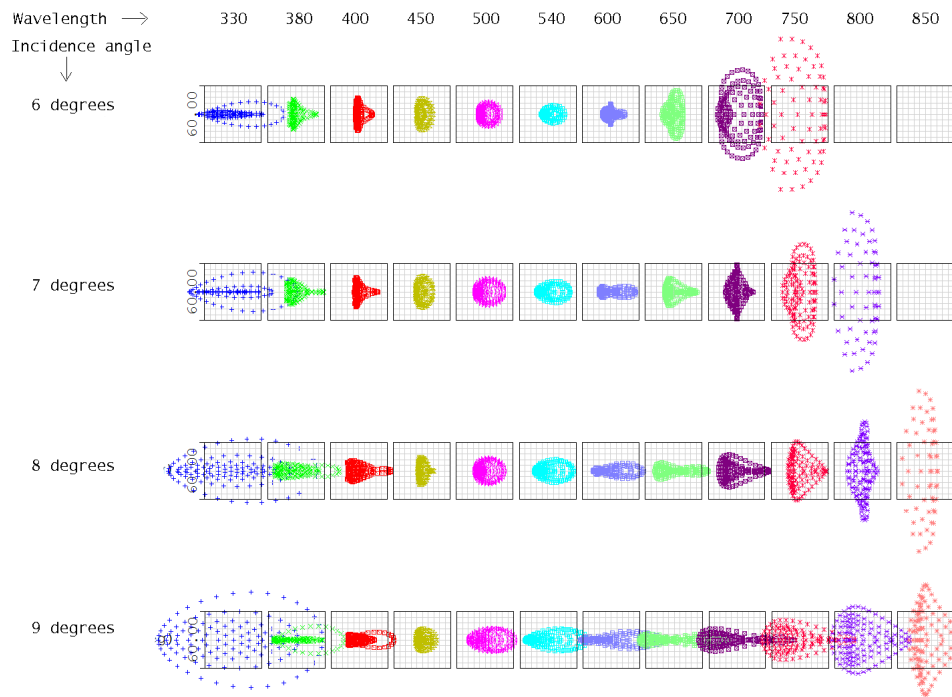 Wavelength 330 380 400 450 500 540 600 650 700 750 800 850
Incidence angle
6 degrees
7 degrees
8 degrees
9 degrees